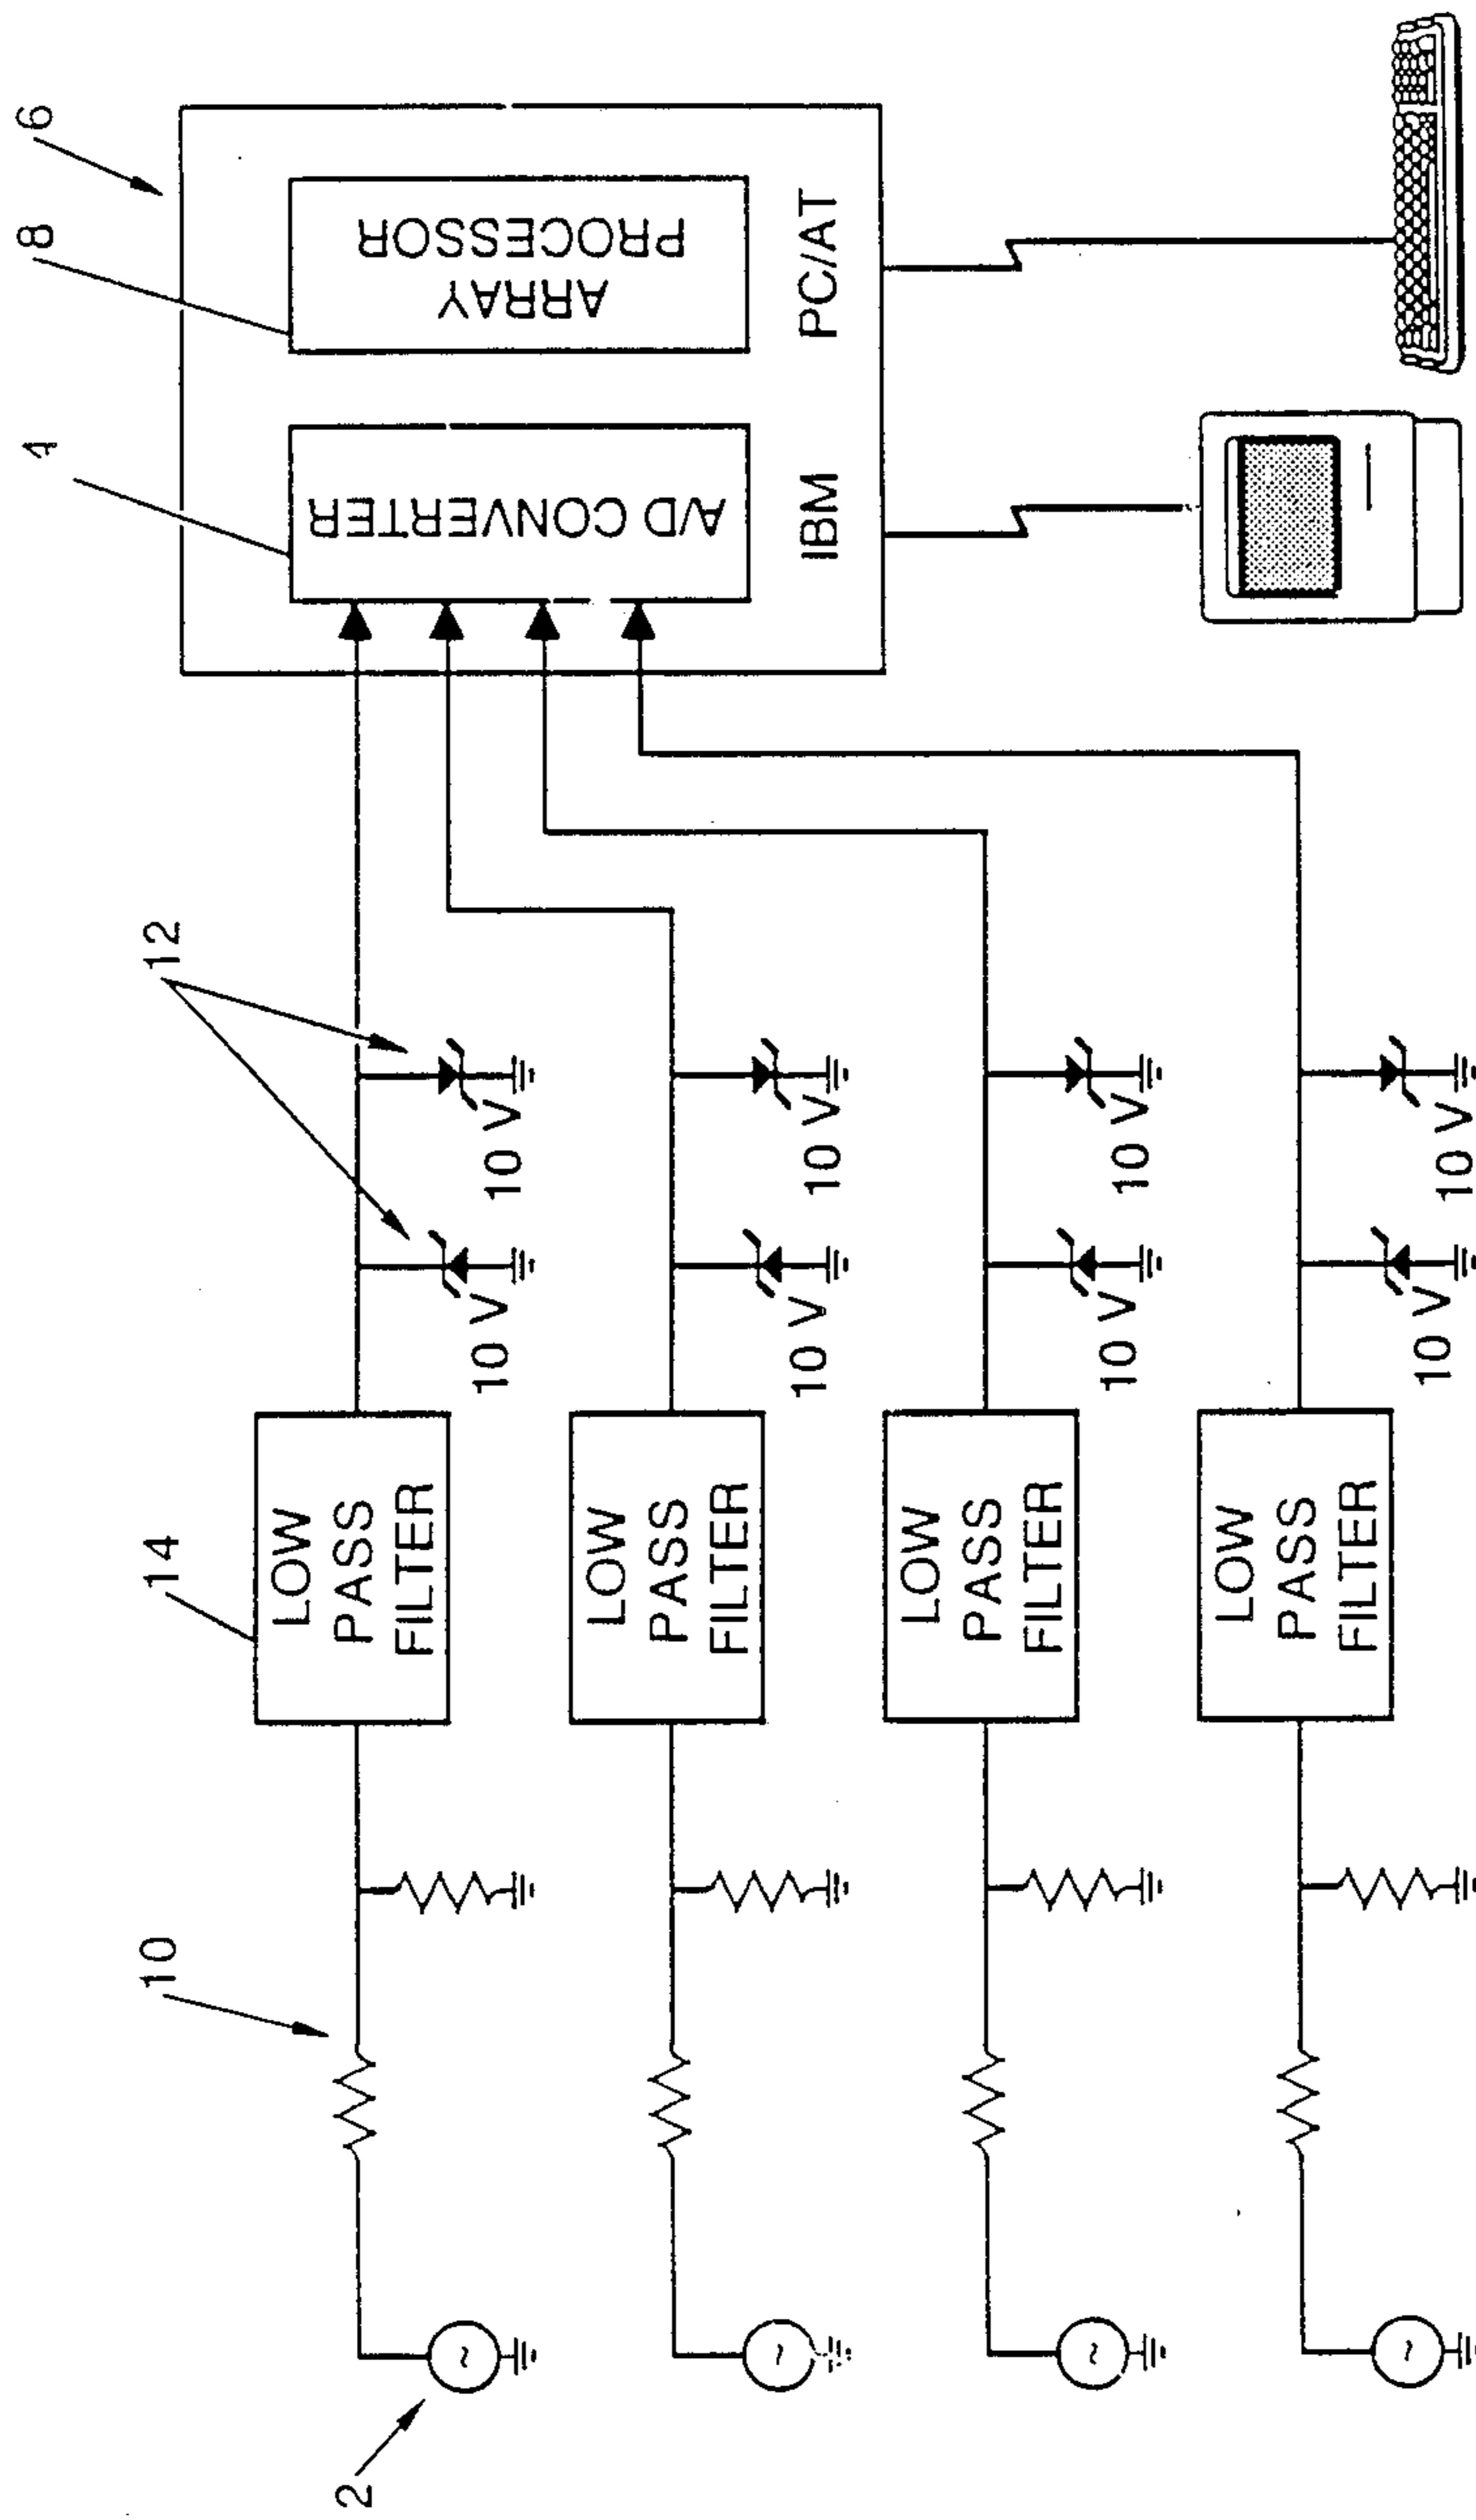 6
8
4
ARRAY
PROCESSOR
A/D CONVERTER
IBM PC/AT
12
10 V
10 V
10 V
10 V
10 V
10 V
10 V
10 V
14
LOW
PASS
FILTER
LOW
PASS
FILTER
LOW
PASS
FILTER
LOW
PASS
FILTER
10
2
~
~
~
~